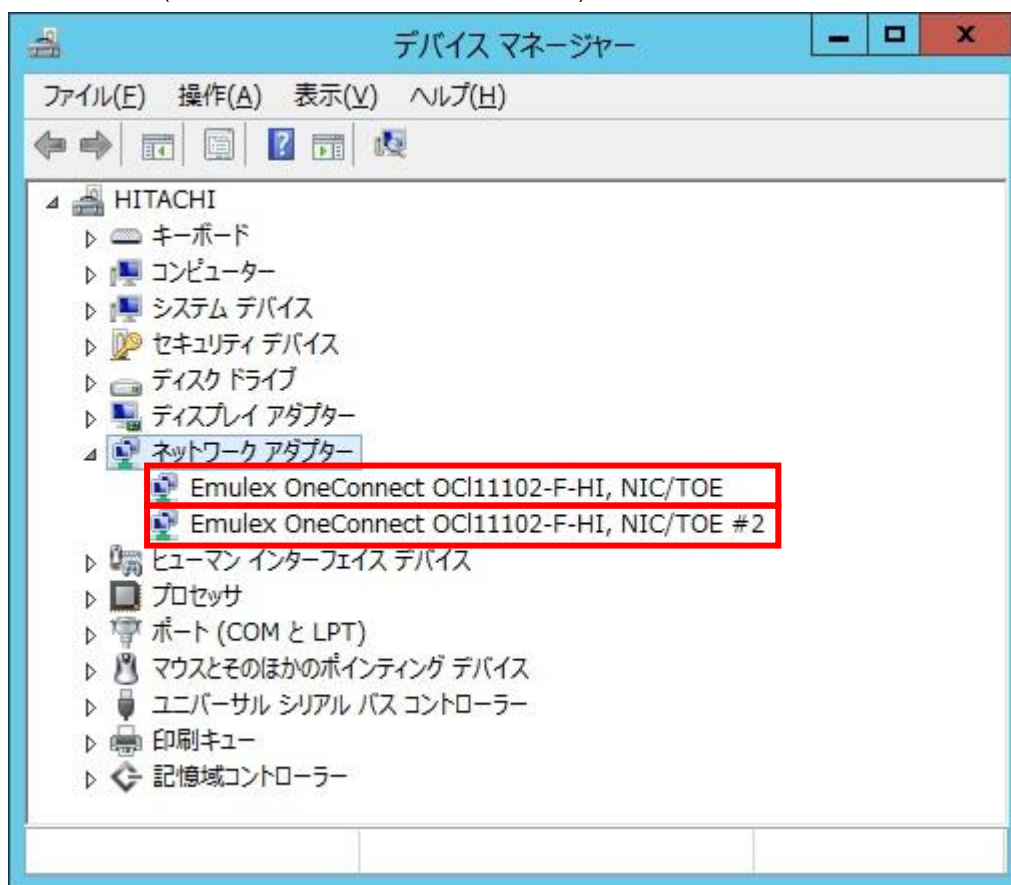 デバイス マネージャー
ファイル(F) 操作(A) 表示(V) ヘルプ(H)
HITACHI
キーボード
コンピューター
システム デバイス
セキュリティ デバイス
ディスク ドライブ
ディスプレイ アダプター
ネットワーク アダプター
Emulex OneConnect OCl11102-F-HI, NIC/TOE
Emulex OneConnect OCl11102-F-HI, NIC/TOE #2
ヒューマン インターフェイス デバイス
プロセッサ
ポート (COM と LPT)
マウスとそのほかのポインティング デバイス
ユニバーサル シリアル バス コントローラー
印刷キュー
記憶域コントローラー